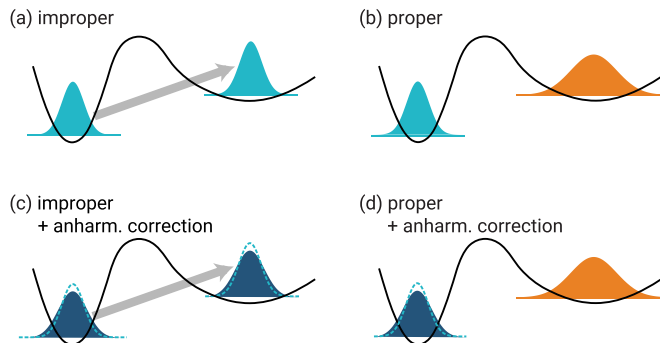 (a) improper
(b) proper
(c) improper
+ anharm. correction
(d) proper
+ anharm. correction